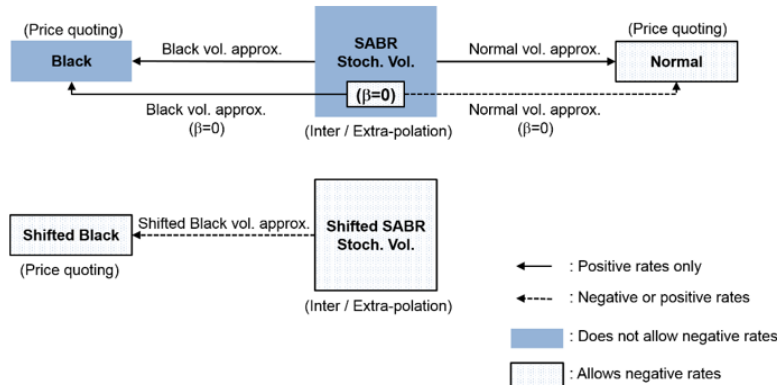 (Price quoting)
Black
Black vol. approx.
SABR
Stoch. Vol.
Normal vol. approx.
(Price quoting)
Normal
(β=0)
Black vol. approx.
(β=0)
Normal vol. approx.
(β=0)
(Inter / Extra-polation)
Shifted Black
(Price quoting)
Shifted Black vol. approx.
Shifted SABR
Stoch. Vol.
(Inter / Extra-polation)
: Positive rates only
: Negative or positive rates
: Does not allow negative rates
: Allows negative rates